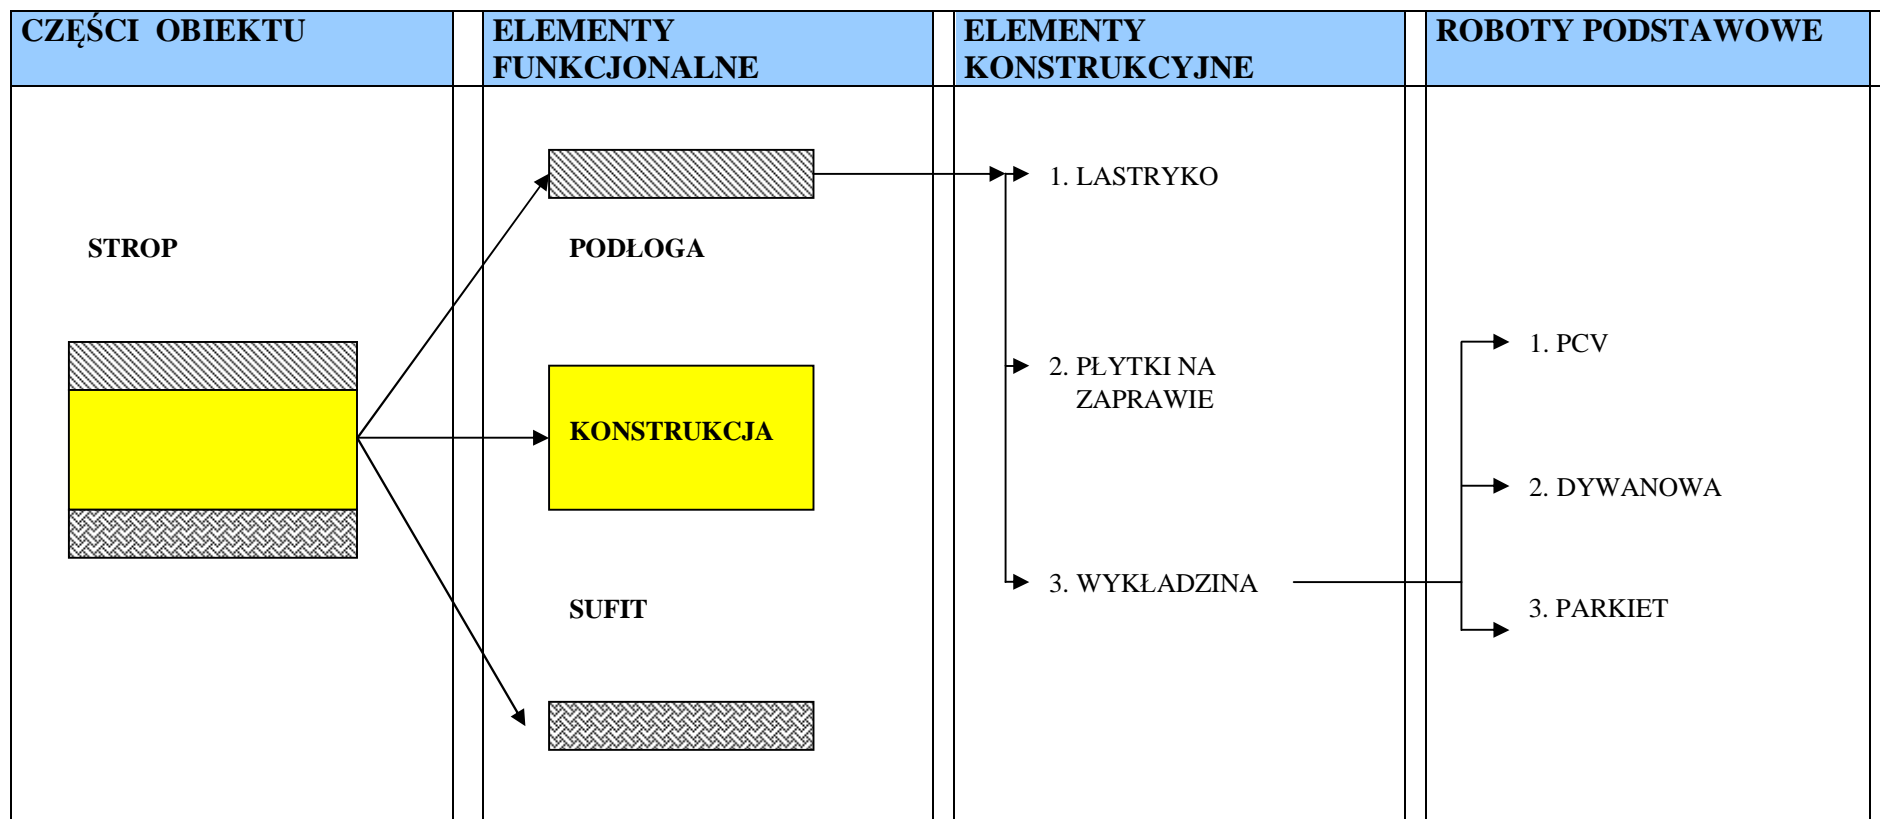 CZĘŚCI OBIEKTU
ELEMENTY
FUNKCJONALNE
ELEMENTY
KONSTRUKCYJNE
ROBOTY PODSTAWOWE
STROP
PODŁOGA
KONSTRUKCJA
SUFIT
1. LASTRYKO
2. PŁYTKI NA
ZAPRAWIE
3. WYKŁADZINA
1. PCV
2. DYWANOWA
3. PARKIET